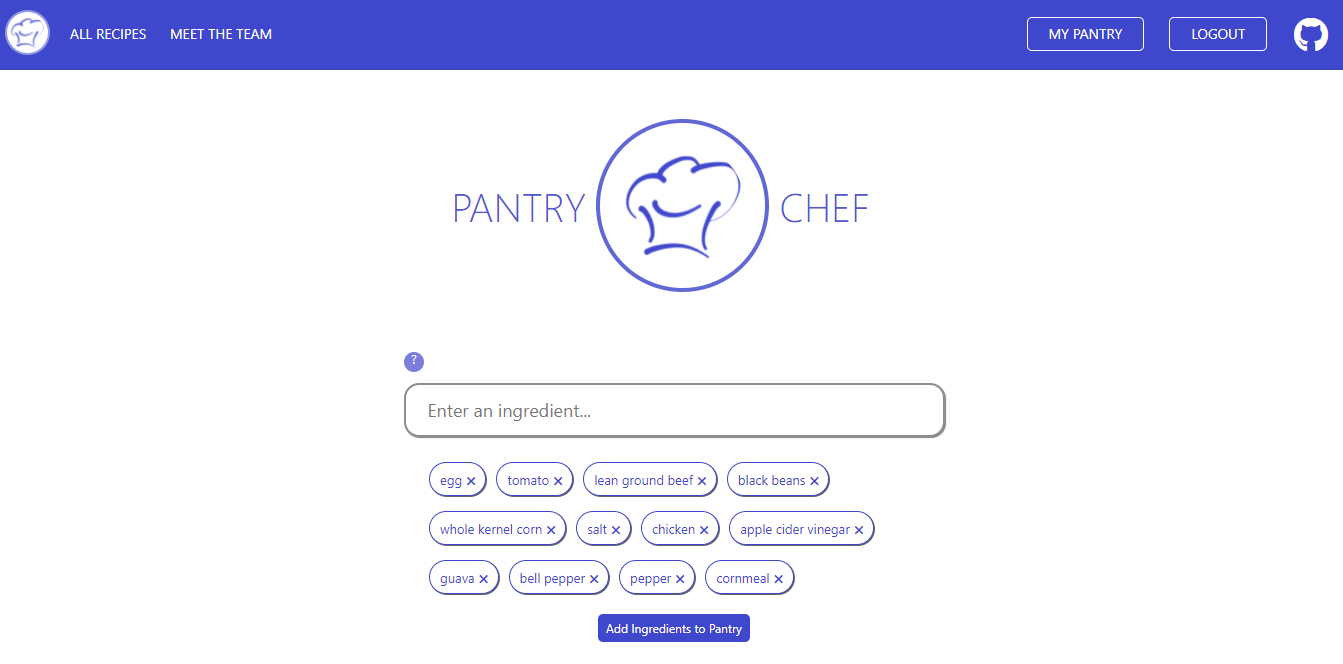 ALL RECIPES MEET THE TEAM MY PANTRY LOGOUT
PANTRY CHEF
?
Enter an ingredient...
egg × tomato × lean ground beef × black beans ×
whole kernel corn × salt × chicken × apple cider vinegar ×
guava × bell pepper × pepper × cornmeal ×
Add Ingredients to Pantry